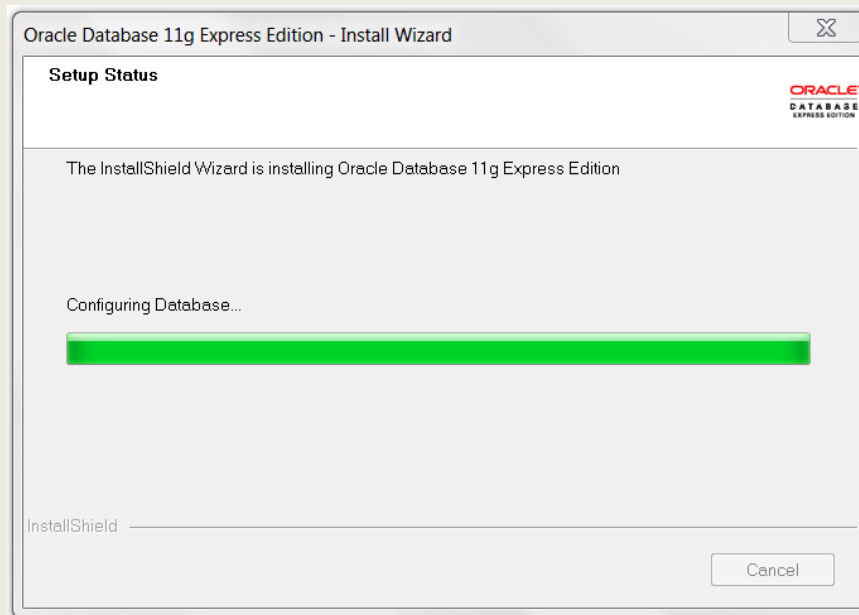 Oracle Database 11g Express Edition - Install Wizard
Setup Status
ORACLE
DATABASE
EXPRESS EDITION
The InstallShield Wizard is installing Oracle Database 11g Express Edition
Configuring Database...
InstallShield
Cancel